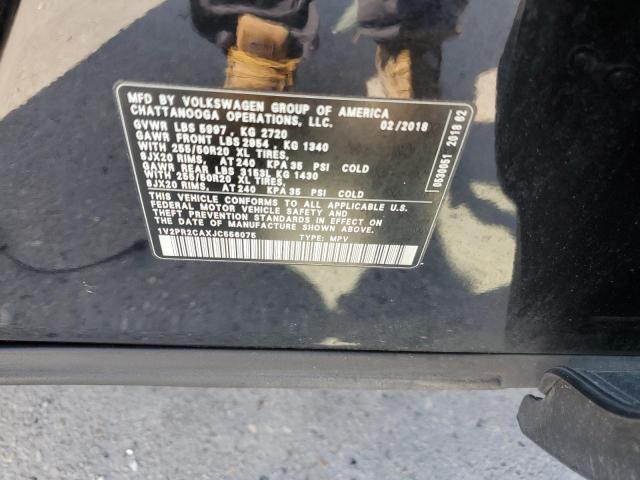 MFD BY VOLKSWAGEN GROUP OF AMERICA
CHATTANOOGA OPERATIONS, LLC.
02/2018
GVWR LBS 5997, KG 2720
GAWR FRONT LBS 2954, KG 1340
WITH 255/50R20 XL TIRES,
8JX20 RIMS, AT 240 KPA 35 PSI COLD
GAWR REAR LBS 3153L KG 1430
WITH 255/50R20 XL TIRES,
8JX20 RIMS, AT 240 KPA 35 PSI COLD
THIS VEHICLE CONFORMS TO ALL APPLICABLE U.S.
FEDERAL MOTOR VEHICLE SAFETY AND
THEFT PREVENTION STANDARDS IN EFFECT ON
THE DATE OF MANUFACTURE SHOWN ABOVE.
1V2PR2CAXJC556075 TYPE: MPV
0530051 2018 62